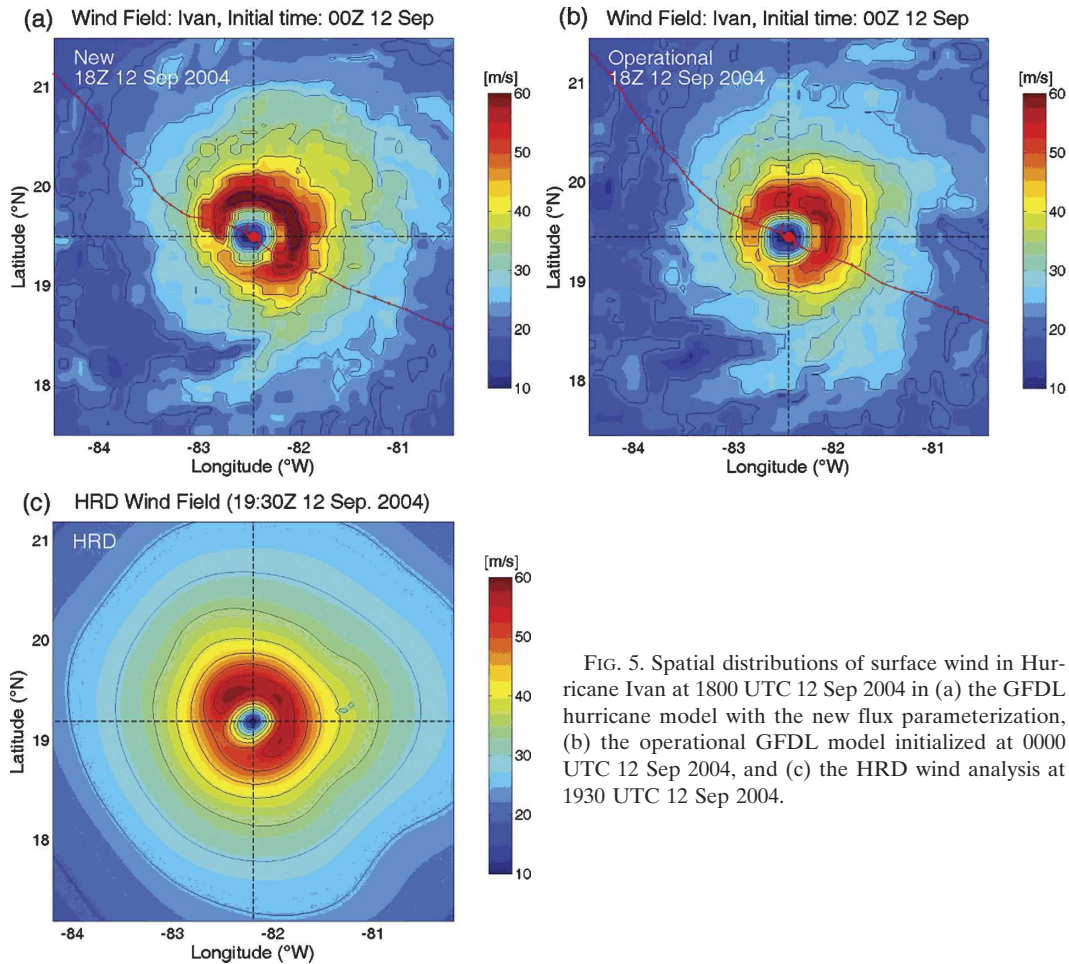 (a) Wind Field: Ivan, Initial time: 00Z 12 Sep
New
18Z 12 Sep 2004
[m/s]
60
50
40
30
20
10
21
20
19
18
Latitude (°N)
-84 -83 -82 -81
Longitude (°W)
(b) Wind Field: Ivan, Initial time: 00Z 12 Sep
Operational
18Z 12 Sep 2004
[m/s]
60
50
40
30
20
10
21
20
19
18
Latitude (°N)
-84 -83 -82 -81
Longitude (°W)
(c) HRD Wind Field (19:30Z 12 Sep. 2004)
HRD
[m/s]
60
50
40
30
20
10
21
20
19
18
Latitude (°N)
-84 -83 -82 -81
Longitude (°W)
FIG. 5. Spatial distributions of surface wind in Hur-
ricane Ivan at 1800 UTC 12 Sep 2004 in (a) the GFDL
hurricane model with the new flux parameterization,
(b) the operational GFDL model initialized at 0000
UTC 12 Sep 2004, and (c) the HRD wind analysis at
1930 UTC 12 Sep 2004.